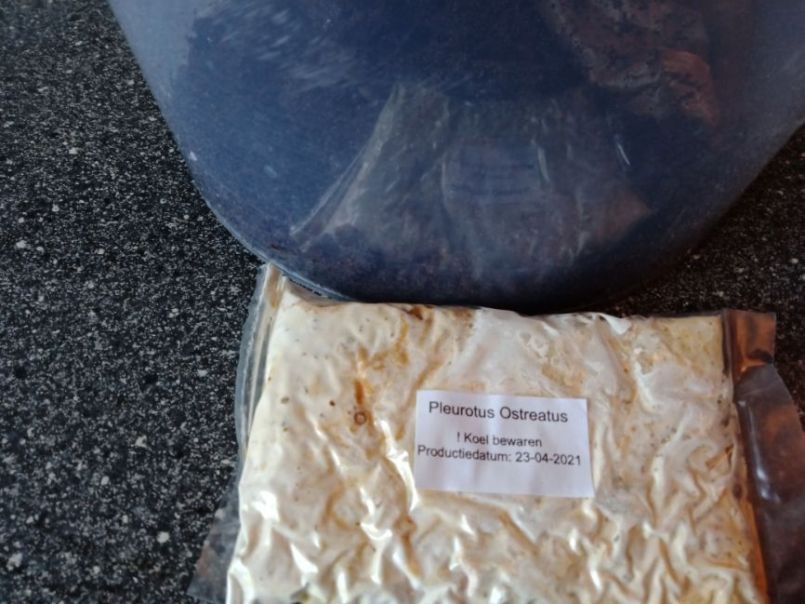 Pleurotus Ostreatus
! Koel bewaren
Productiedatum: 23-04-2021